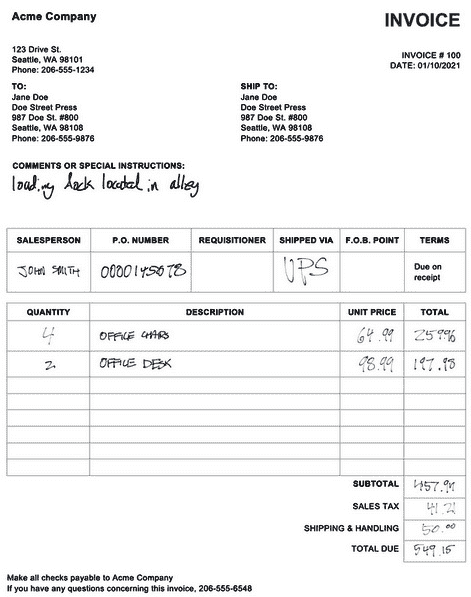 Acme Company
INVOICE
123 Drive St.
Seattle, WA 98101
Phone: 206-555-1234
INVOICE # 100
DATE: 01/10/2021
TO:
Jane Doe
Doe Street Press
987 Doe St. #800
Seattle, WA 98108
Phone: 206-555-9876
SHIP TO:
Jane Doe
Doe Street Press
987 Doe St. #800
Seattle, WA 98108
Phone: 206-555-9876
COMMENTS OR SPECIAL INSTRUCTIONS:
loading dock located in alley
SALESPERSON P.O. NUMBER REQUISITIONER SHIPPED VIA F.O.B. POINT TERMS
JOHN SMITH 0000145678 UPS Due on
receipt
QUANTITY DESCRIPTION UNIT PRICE TOTAL
4 OFFICE CHAIRS 64.99 259.96
2 OFFICE DESK 98.99 197.98
SUBTOTAL 457.94
SALES TAX 41.21
SHIPPING & HANDLING 50.00
TOTAL DUE 549.15
Make all checks payable to Acme Company
If you have any questions concerning this invoice, 206-555-6548